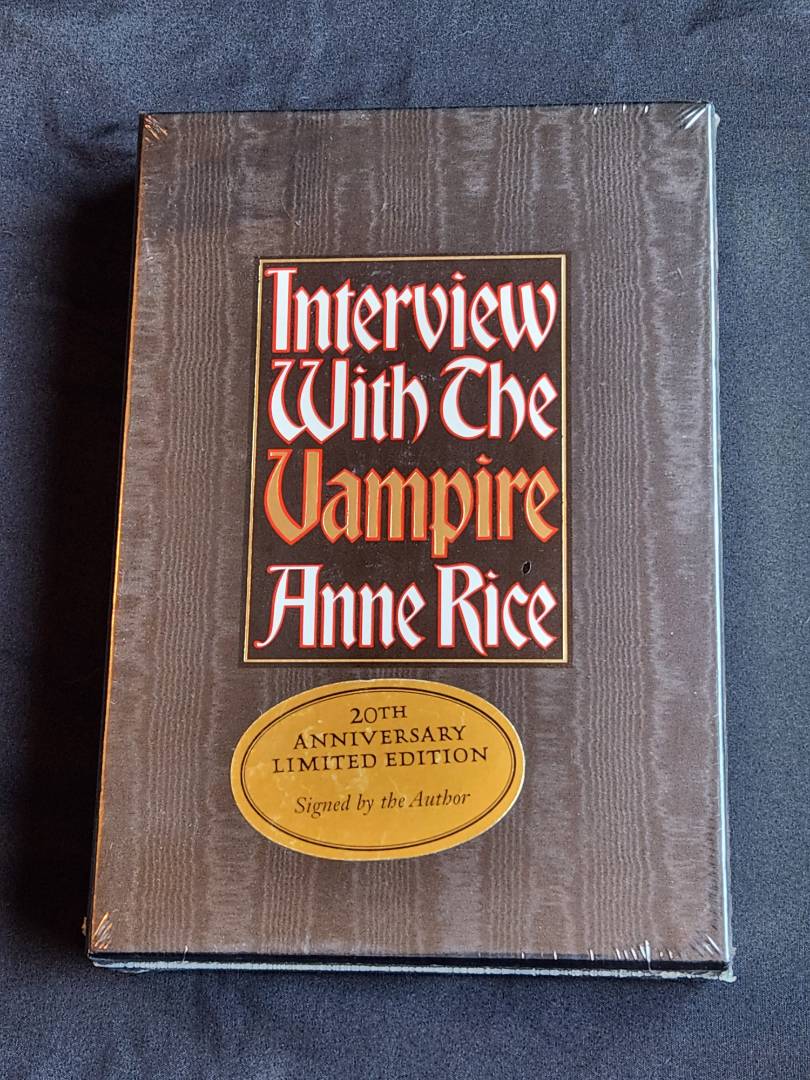 Interview
With The
Vampire
Anne Rice
20TH
ANNIVERSARY
LIMITED EDITION
Signed by the Author